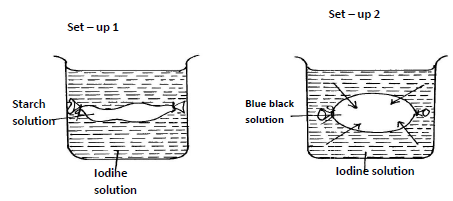 Set – up 1
Set – up 2
Starch
solution
Blue black
solution
Iodine
solution
Iodine solution